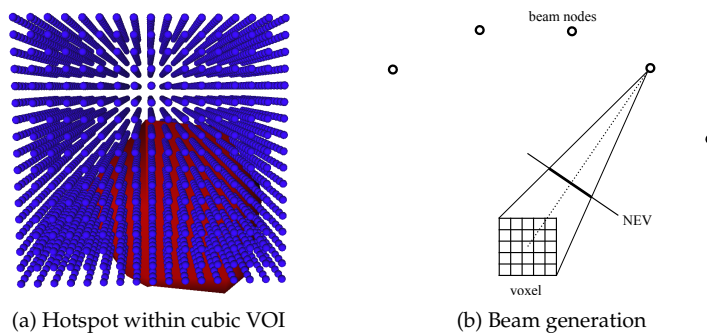 beam nodes
NEV
voxel
(a) Hotspot within cubic VOI
(b) Beam generation